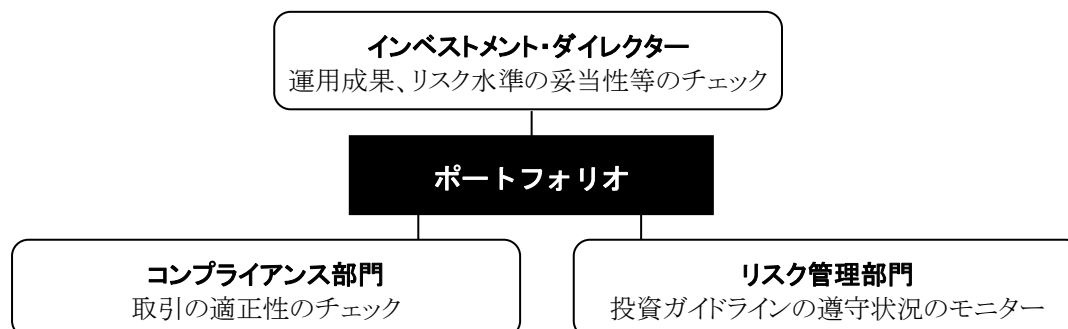 インベストメント・ダイレクター
運用成果、リスク水準の妥当性等のチェック
ポートフォリオ
コンプライアンス部門
取引の適正性のチェック
リスク管理部門
投資ガイドラインの遵守状況のモニター